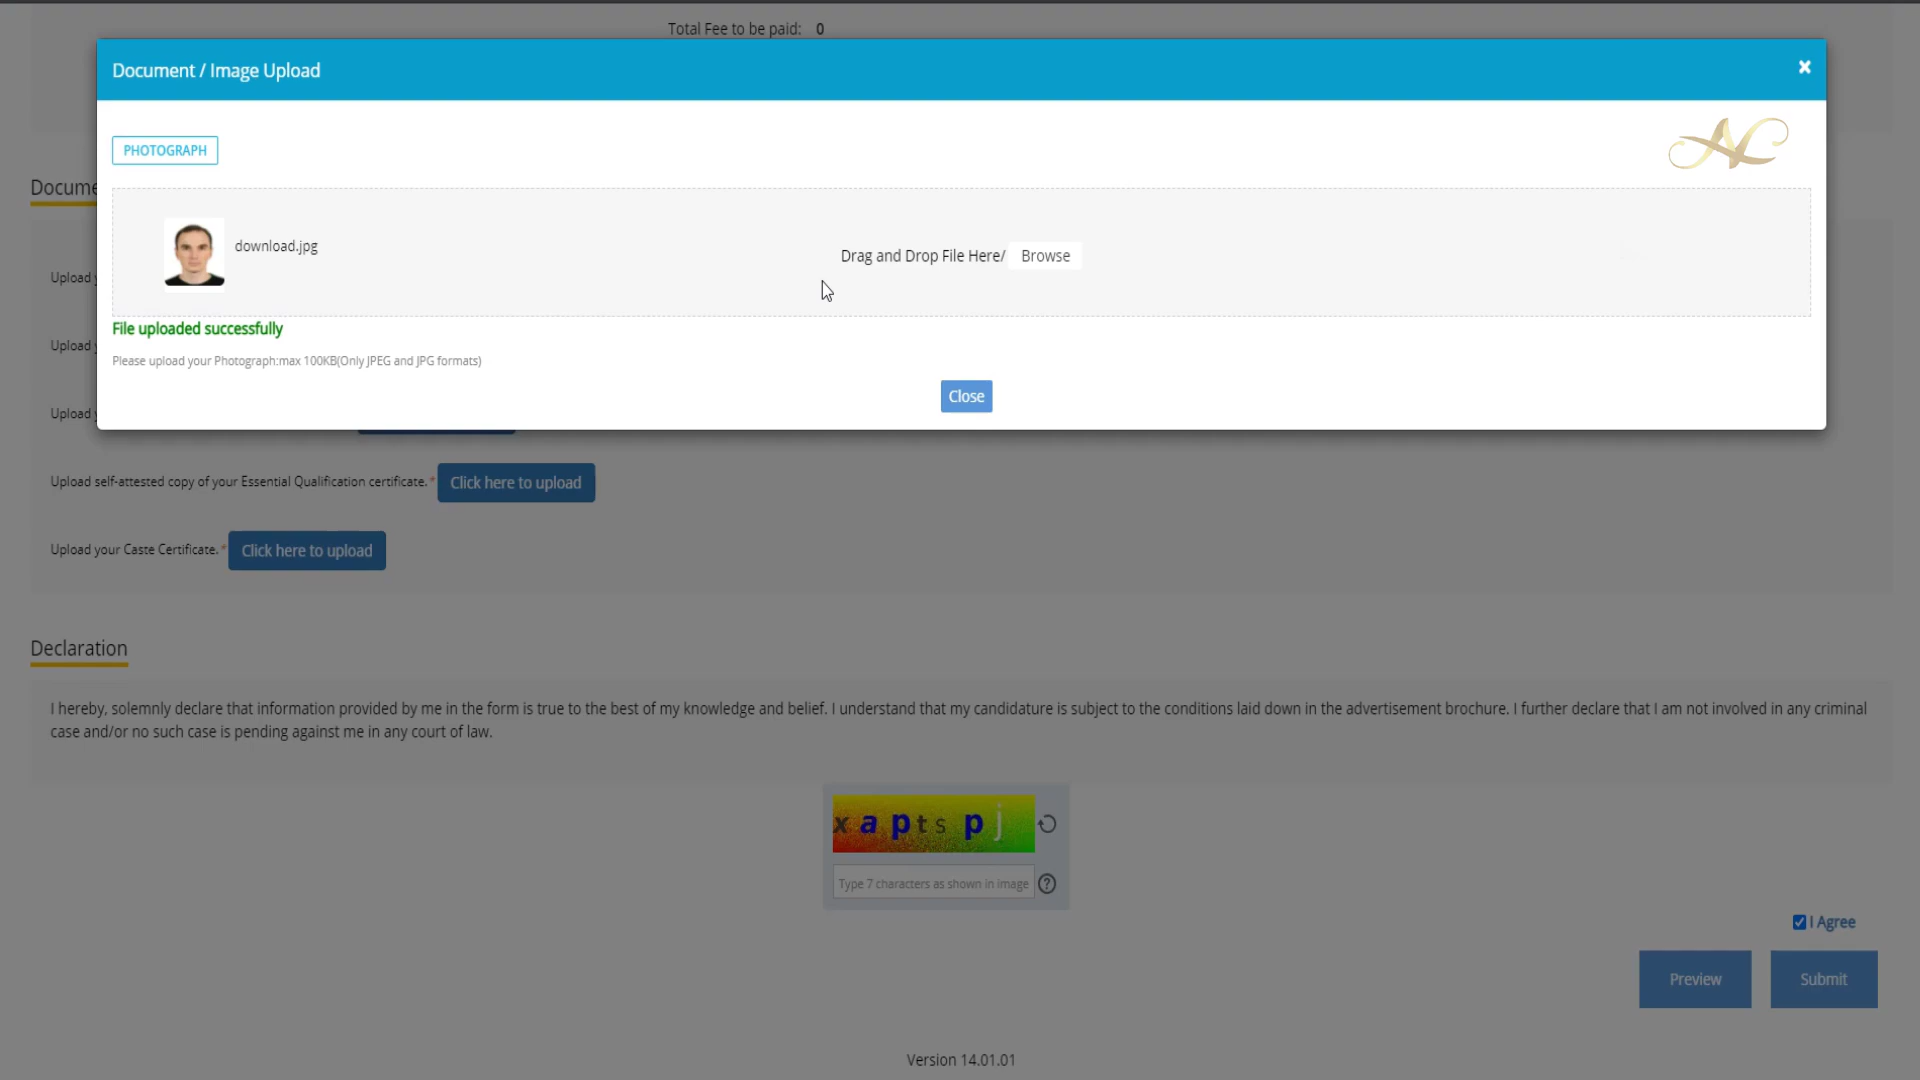 Total Fee to be paid: 0
Document / Image Upload
×
PHOTOGRAPH
AC
Docume
download.jpg
Drag and Drop File Here/ Browse
Upload y
File uploaded successfully
Upload y
Please upload your Photograph:max 100KB(Only JPEG and JPG formats)
Close
Upload y
Upload self-attested copy of your Essential Qualification certificate.* Click here to upload
Upload your Caste Certificate.* Click here to upload
Declaration
I hereby, solemnly declare that information provided by me in the form is true to the best of my knowledge and belief. I understand that my candidature is subject to the conditions laid down in the advertisement brochure. I further declare that I am not involved in any criminal
case and/or no such case is pending against me in any court of law.
xaptspj
Type 7 characters as shown in image ?
I Agree
Preview Submit
Version 14.01.01